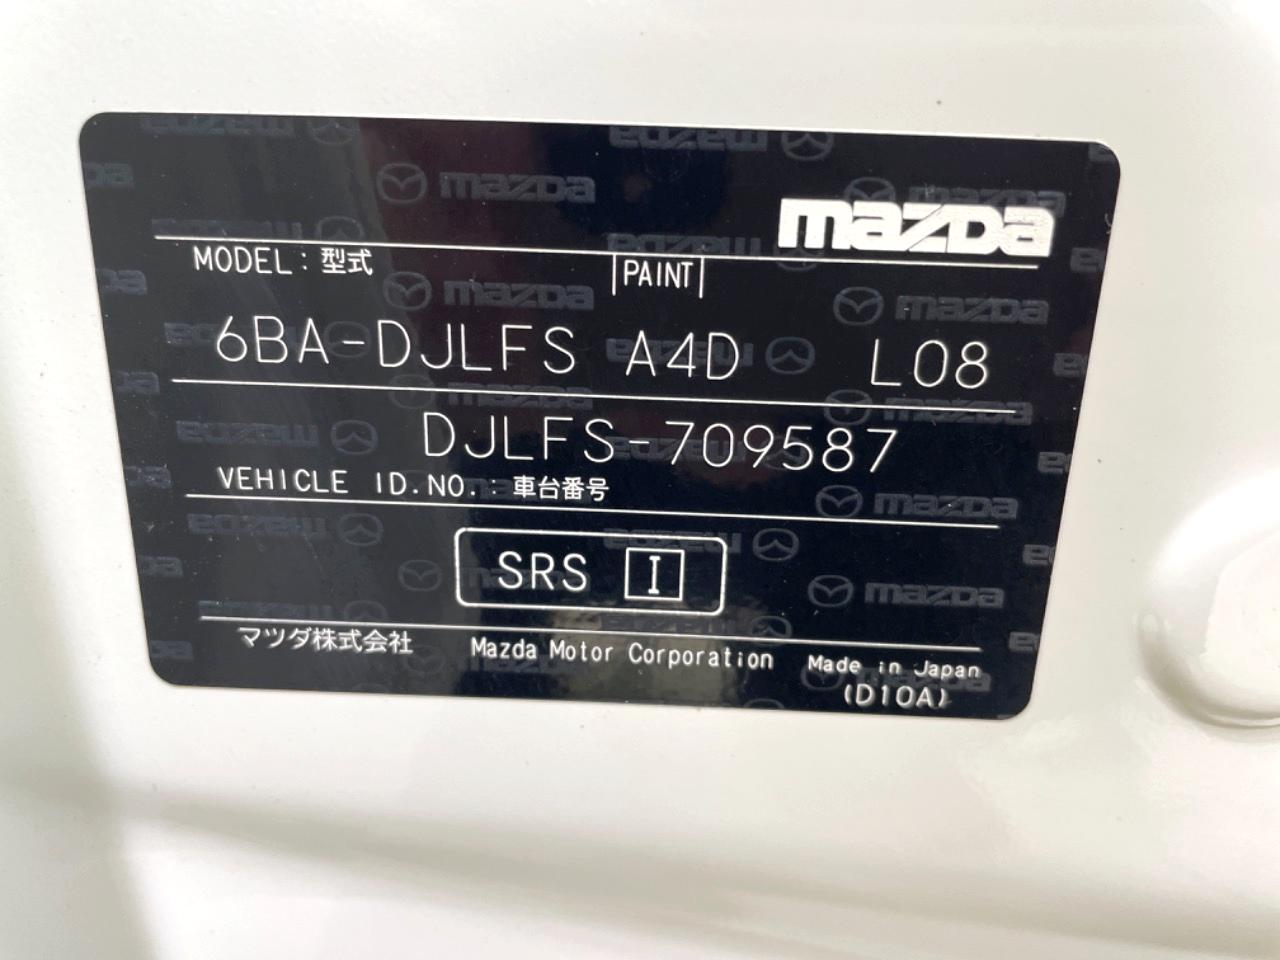 mazda
MODEL:型式 PAINT
6BA-DJLFS A4D L08
DJLFS-709587
VEHICLE ID.NO.:車台番号
SRS I
マツダ株式会社 Mazda Motor Corporation Made in Japan
(D10A)